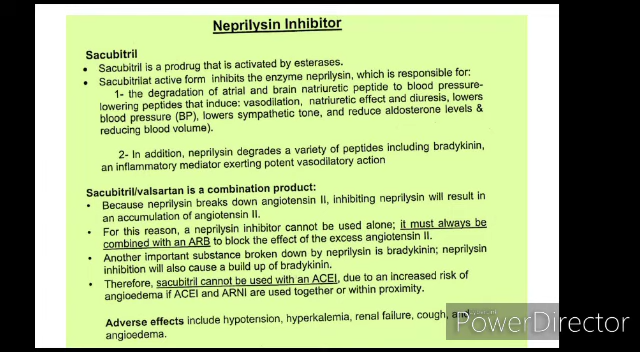 Neprilysin Inhibitor
Sacubitril
• Sacubitril is a prodrug that is activated by esterases.
• Sacubitrilat active form inhibits the enzyme neprilysin, which is responsible for:
1- the degradation of atrial and brain natriuretic peptide to blood pressure-
lowering peptides that induce: vasodilation, natriuretic effect and diuresis, lowers
blood pressure (BP), lowers sympathetic tone, and reduce aldosterone levels &
reducing blood volume).
2- In addition, neprilysin degrades a variety of peptides including bradykinin,
an inflammatory mediator exerting potent vasodilatory action
Sacubitril/valsartan is a combination product:
• Because neprilysin breaks down angiotensin II, inhibiting neprilysin will result in
an accumulation of angiotensin II.
• For this reason, a neprilysin inhibitor cannot be used alone; it must always be
combined with an ARB to block the effect of the excess angiotensin II.
• Another important substance broken down by neprilysin is bradykinin; neprilysin
inhibition will also cause a build up of bradykinin.
• Therefore, sacubitril cannot be used with an ACEI, due to an increased risk of
angioedema if ACEI and ARNI are used together or within proximity.
Adverse effects include hypotension, hyperkalemia, renal failure, cough, and
angioedema.
PowerDirector